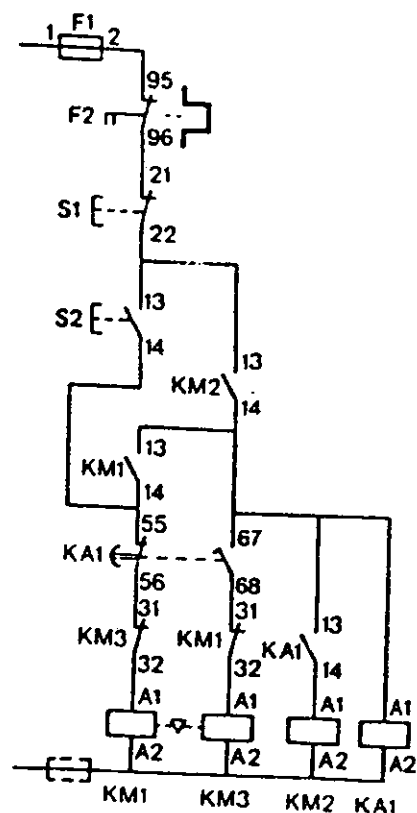 F1
1 2
95
F2
96
21
S1
22
13
S2
14
13
KM2
14
13
KM1
14
55 67
KA1
56 68
31 31
KM3 KM1 KA1 13
32 32 14
A1 A1 A1 A1
A2 A2 A2 A2
KM1 KM3 KM2 KA1